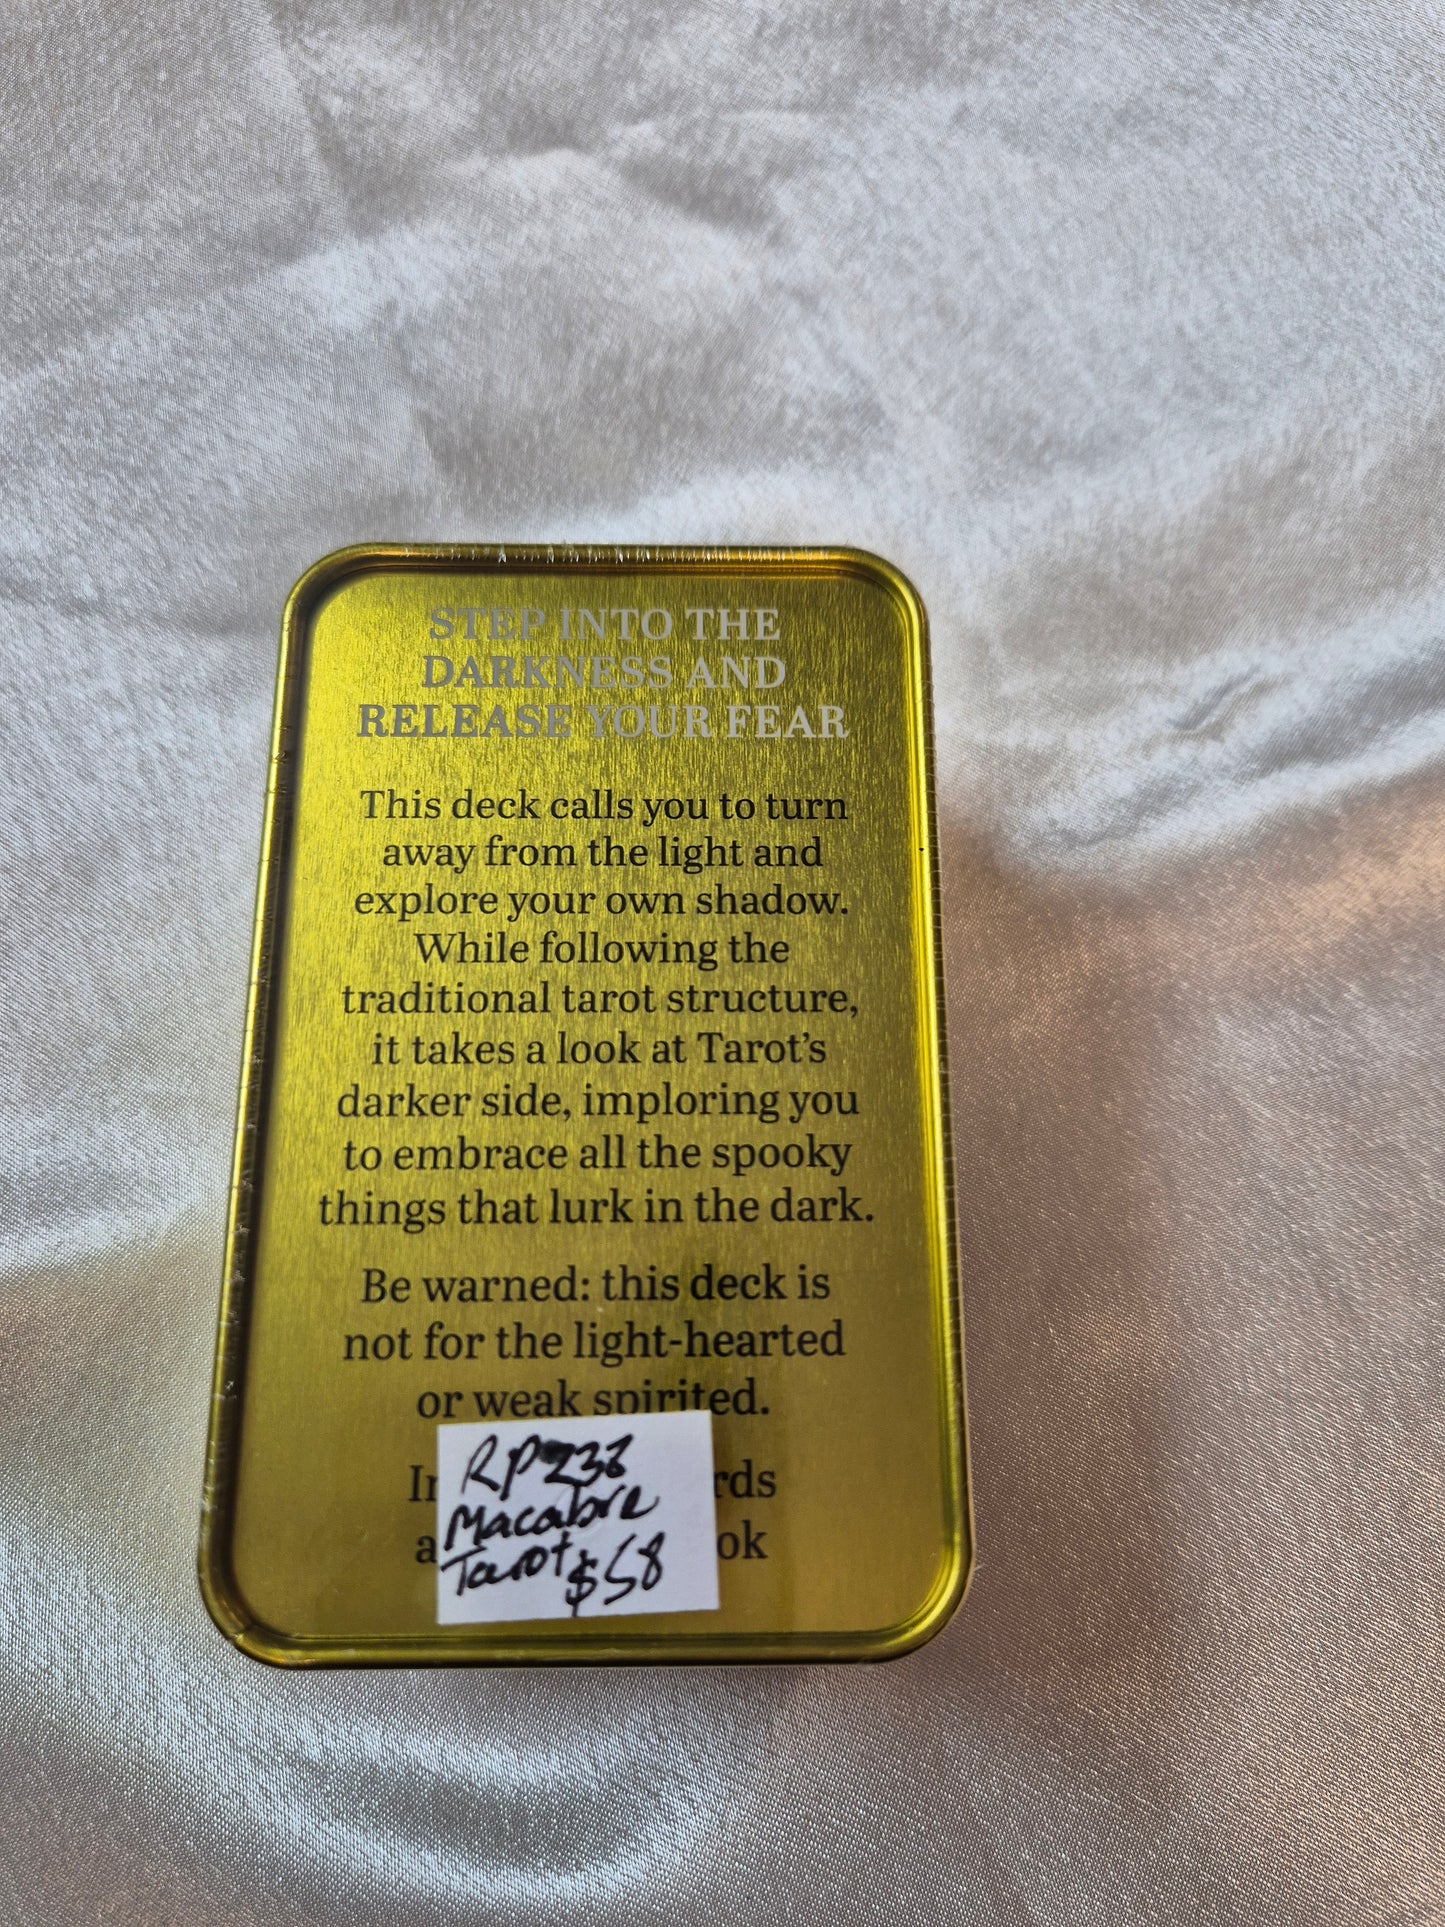 STEP INTO THE
DARKNESS AND
RELEASE YOUR FEAR
This deck calls you to turn
away from the light and
explore your own shadow.
While following the
traditional tarot structure,
it takes a look at Tarot's
darker side, imploring you
to embrace all the spooky
things that lurk in the dark.
Be warned: this deck is
not for the light-hearted
or weak spirited.
Macabre
Tarot $58